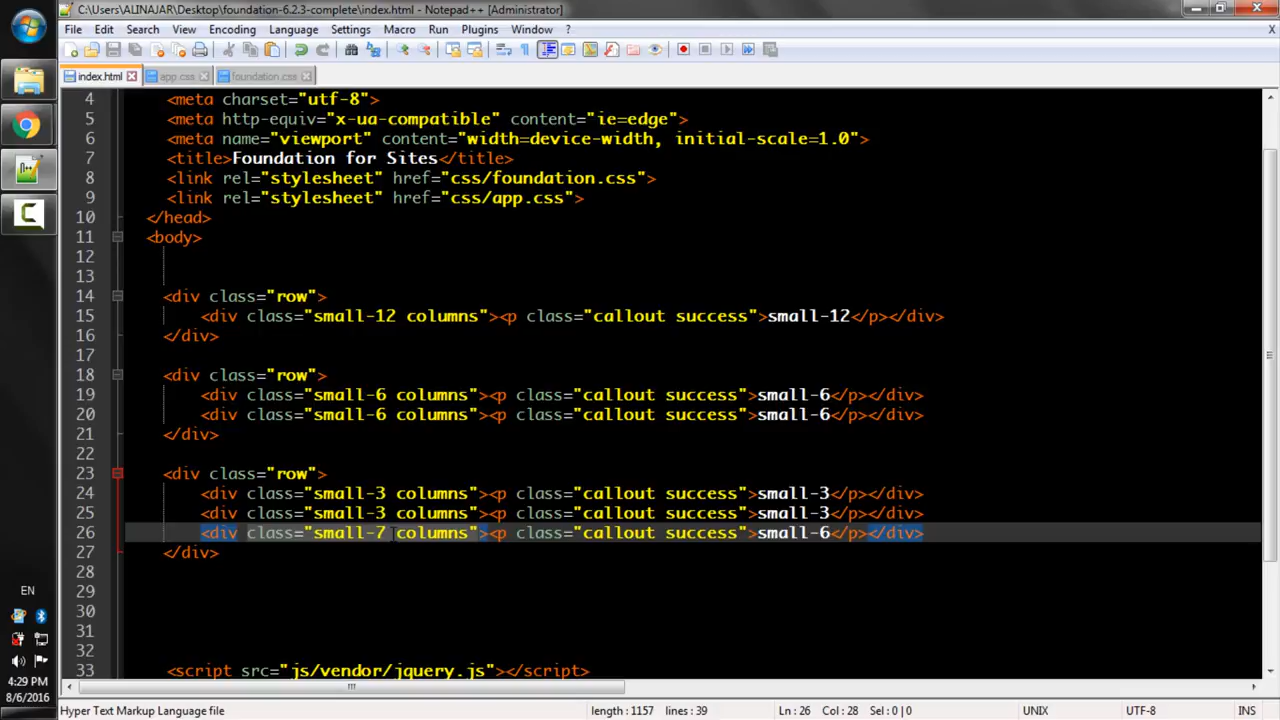 C:\Users\ALINAJAR\Desktop\foundation-6.2.3-complete\index.html - Notepad++ [Administrator]
File Edit Search View Encoding Language Settings Macro Run Plugins Window ?
X
index.html app.css foundation.css
4 <meta charset="utf-8">
5 <meta http-equiv="x-ua-compatible" content="ie=edge">
6 <meta name="viewport" content="width=device-width, initial-scale=1.0">
7 <title>Foundation for Sites</title>
8 <link rel="stylesheet" href="css/foundation.css">
9 <link rel="stylesheet" href="css/app.css">
10 </head>
11 <body>
12
13
14 <div class="row">
15 <div class="small-12 columns"><p class="callout success">small-12</p></div>
16 </div>
17
18 <div class="row">
19 <div class="small-6 columns"><p class="callout success">small-6</p></div>
20 <div class="small-6 columns"><p class="callout success">small-6</p></div>
21 </div>
22
23 <div class="row">
24 <div class="small-3 columns"><p class="callout success">small-3</p></div>
25 <div class="small-3 columns"><p class="callout success">small-3</p></div>
26 <div class="small-7 columns"><p class="callout success">small-6</p></div>
27 </div>
28
29
30
31
32
33 <script src="js/vendor/jquery.js"></script>
EN
4:29 PM
8/6/2016
Hyper Text Markup Language file length : 1157 lines : 39 Ln : 26 Col : 28 Sel : 0 | 0 UNIX UTF-8 INS